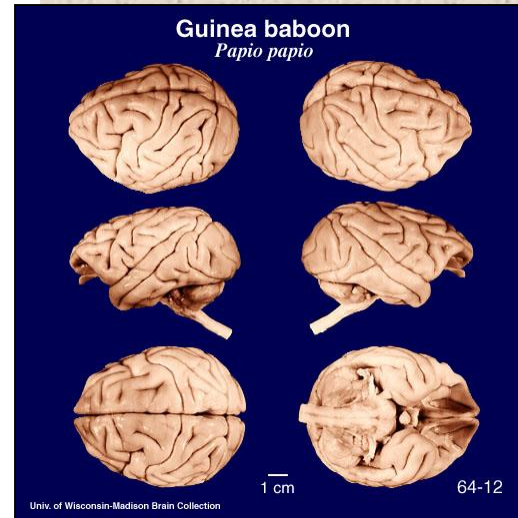 Guinea baboon
Papio papio
1 cm
64-12
Univ. of Wisconsin-Madison Brain Collection